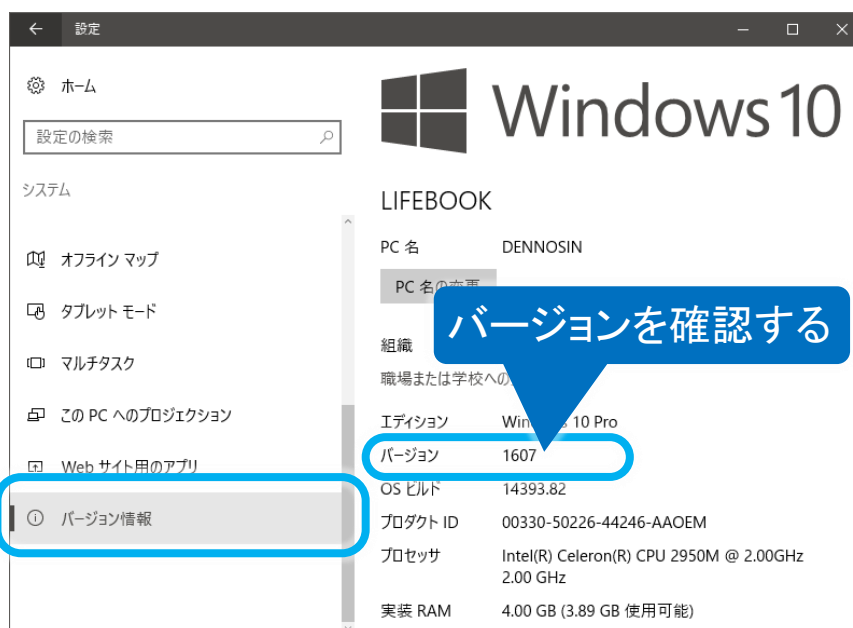 設定
ホーム
設定の検索
システム
オフライン マップ
タブレット モード
マルチタスク
この PC へのプロジェクション
Web サイト用のアプリ
バージョン情報
Windows 10
LIFEBOOK
PC 名 DENNOSIN
PC 名の変更
バージョンを確認する
組織
職場または学校への
エディション Windows 10 Pro
バージョン 1607
OS ビルド 14393.82
プロダクト ID 00330-50226-44246-AAOEM
プロセッサ Intel(R) Celeron(R) CPU 2950M @ 2.00GHz
2.00 GHz
実装 RAM 4.00 GB (3.89 GB 使用可能)